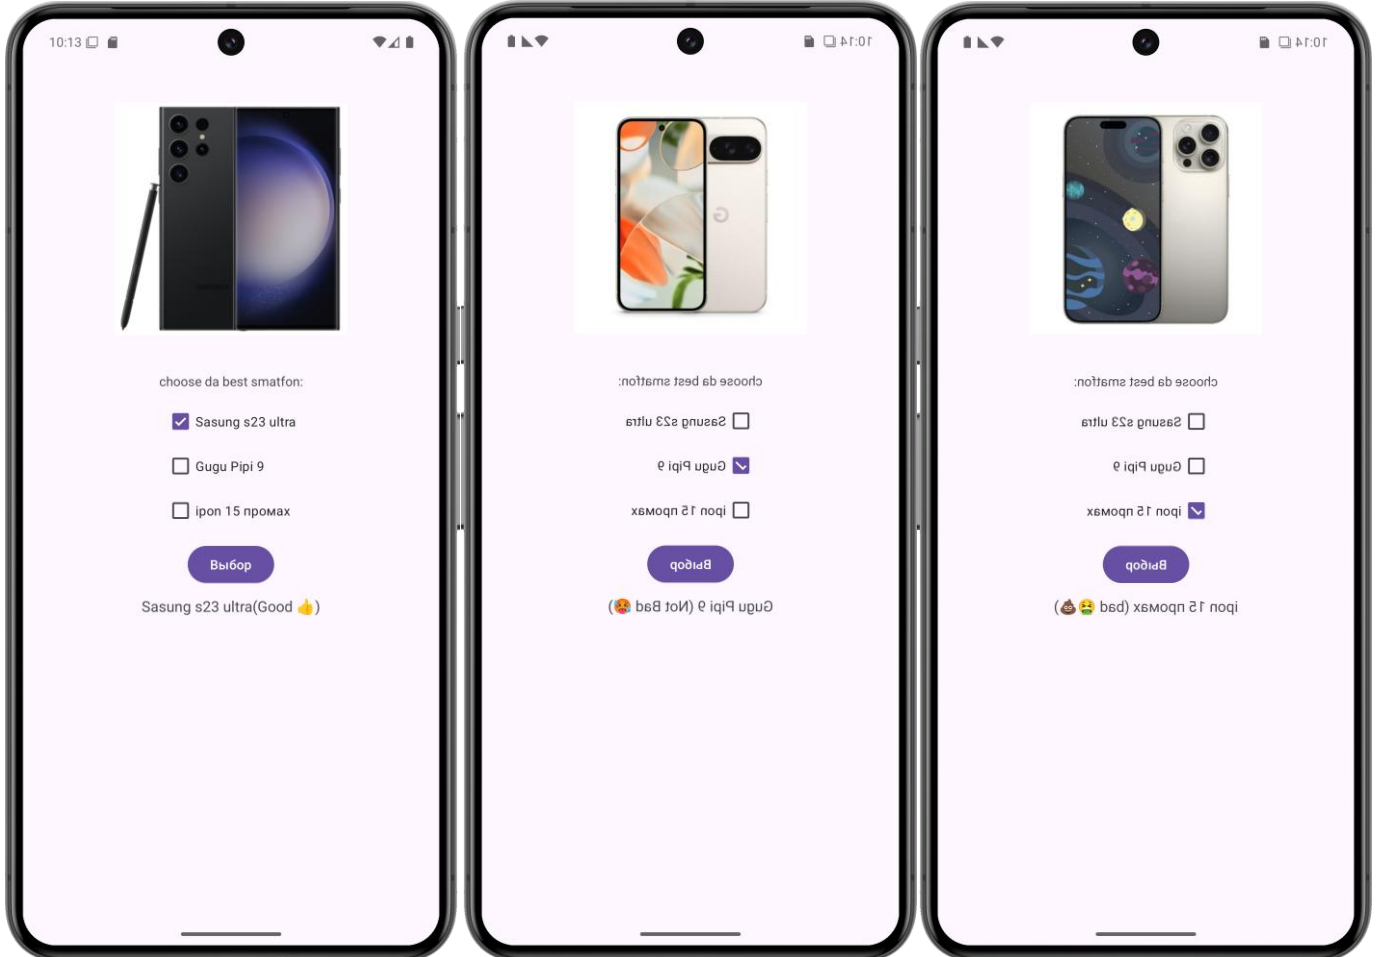 10:13
choose da best smatfon:
Sasung s23 ultra
Gugu Pipi 9
ipon 15 промах
Выбор
Sasung s23 ultra(Good 👍)
10:14
G
choose da best smatfon:
Sasung s23 ultra
Gugu Pipi 9
ipon 15 промах
Выбор
Gugu Pipi 9 (Not Bad 🥵)
10:14
choose da best smatfon:
Sasung s23 ultra
Gugu Pipi 9
ipon 15 промах
Выбор
ipon 15 промах (bad 🤮💩)